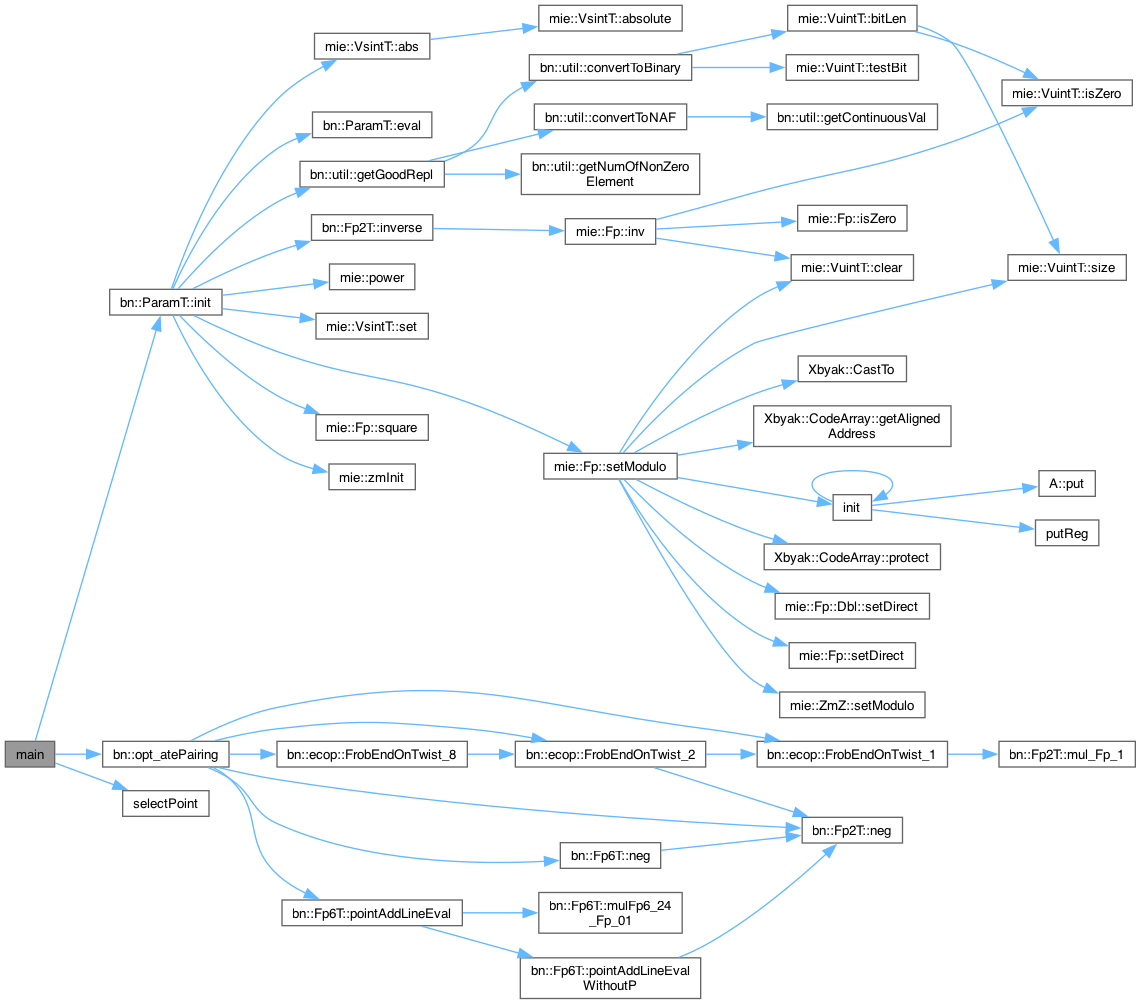 main
bn::ParamT::init
mie::VsintT::abs
mie::VsintT::absolute
bn::ParamT::eval
bn::util::getGoodRepl
bn::util::convertToBinary
mie::VuintT::bitLen
mie::VuintT::isZero
mie::VuintT::size
mie::VuintT::testBit
bn::util::convertToNAF
bn::util::getContinuousVal
bn::util::getNumOfNonZero
Element
bn::Fp2T::inverse
mie::Fp::inv
mie::Fp::isZero
mie::VuintT::clear
mie::power
mie::VsintT::set
mie::Fp::setModulo
Xbyak::CastTo
Xbyak::CodeArray::getAligned
Address
init
A::put
putReg
Xbyak::CodeArray::protect
mie::Fp::Dbl::setDirect
mie::Fp::setDirect
mie::ZmZ::setModulo
mie::Fp::square
mie::zmInit
bn::opt_atePairing
bn::ecop::FrobEndOnTwist_8
bn::ecop::FrobEndOnTwist_2
bn::ecop::FrobEndOnTwist_1
bn::Fp2T::mul_Fp_1
bn::Fp2T::neg
bn::Fp6T::neg
bn::Fp6T::pointAddLineEval
bn::Fp6T::mulFp6_24
_Fp_01
bn::Fp6T::pointAddLineEval
WithoutP
selectPoint